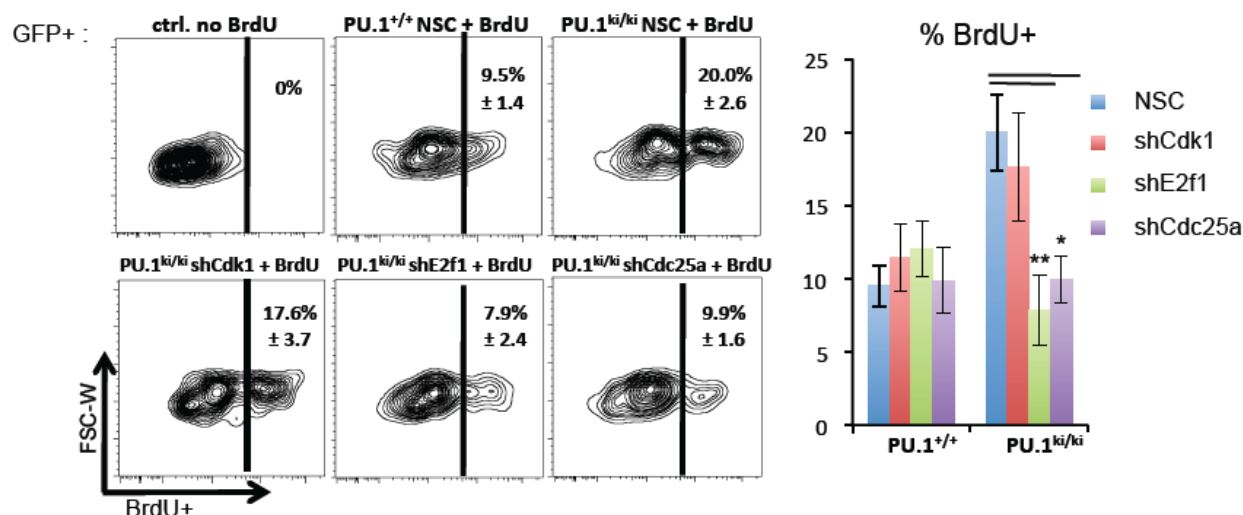 GFP+ :
ctrl. no BrdU
0%
PU.1+/+ NSC + BrdU
9.5%
± 1.4
PU.1ki/ki NSC + BrdU
20.0%
± 2.6
PU.1ki/ki shCdk1 + BrdU
17.6%
± 3.7
PU.1ki/ki shE2f1 + BrdU
7.9%
± 2.4
PU.1ki/ki shCdc25a + BrdU
9.9%
± 1.6
FSC-W
BrdU+
% BrdU+
25
20
15
10
5
0
**
*
PU.1+/+
PU.1ki/ki
NSC
shCdk1
shE2f1
shCdc25a